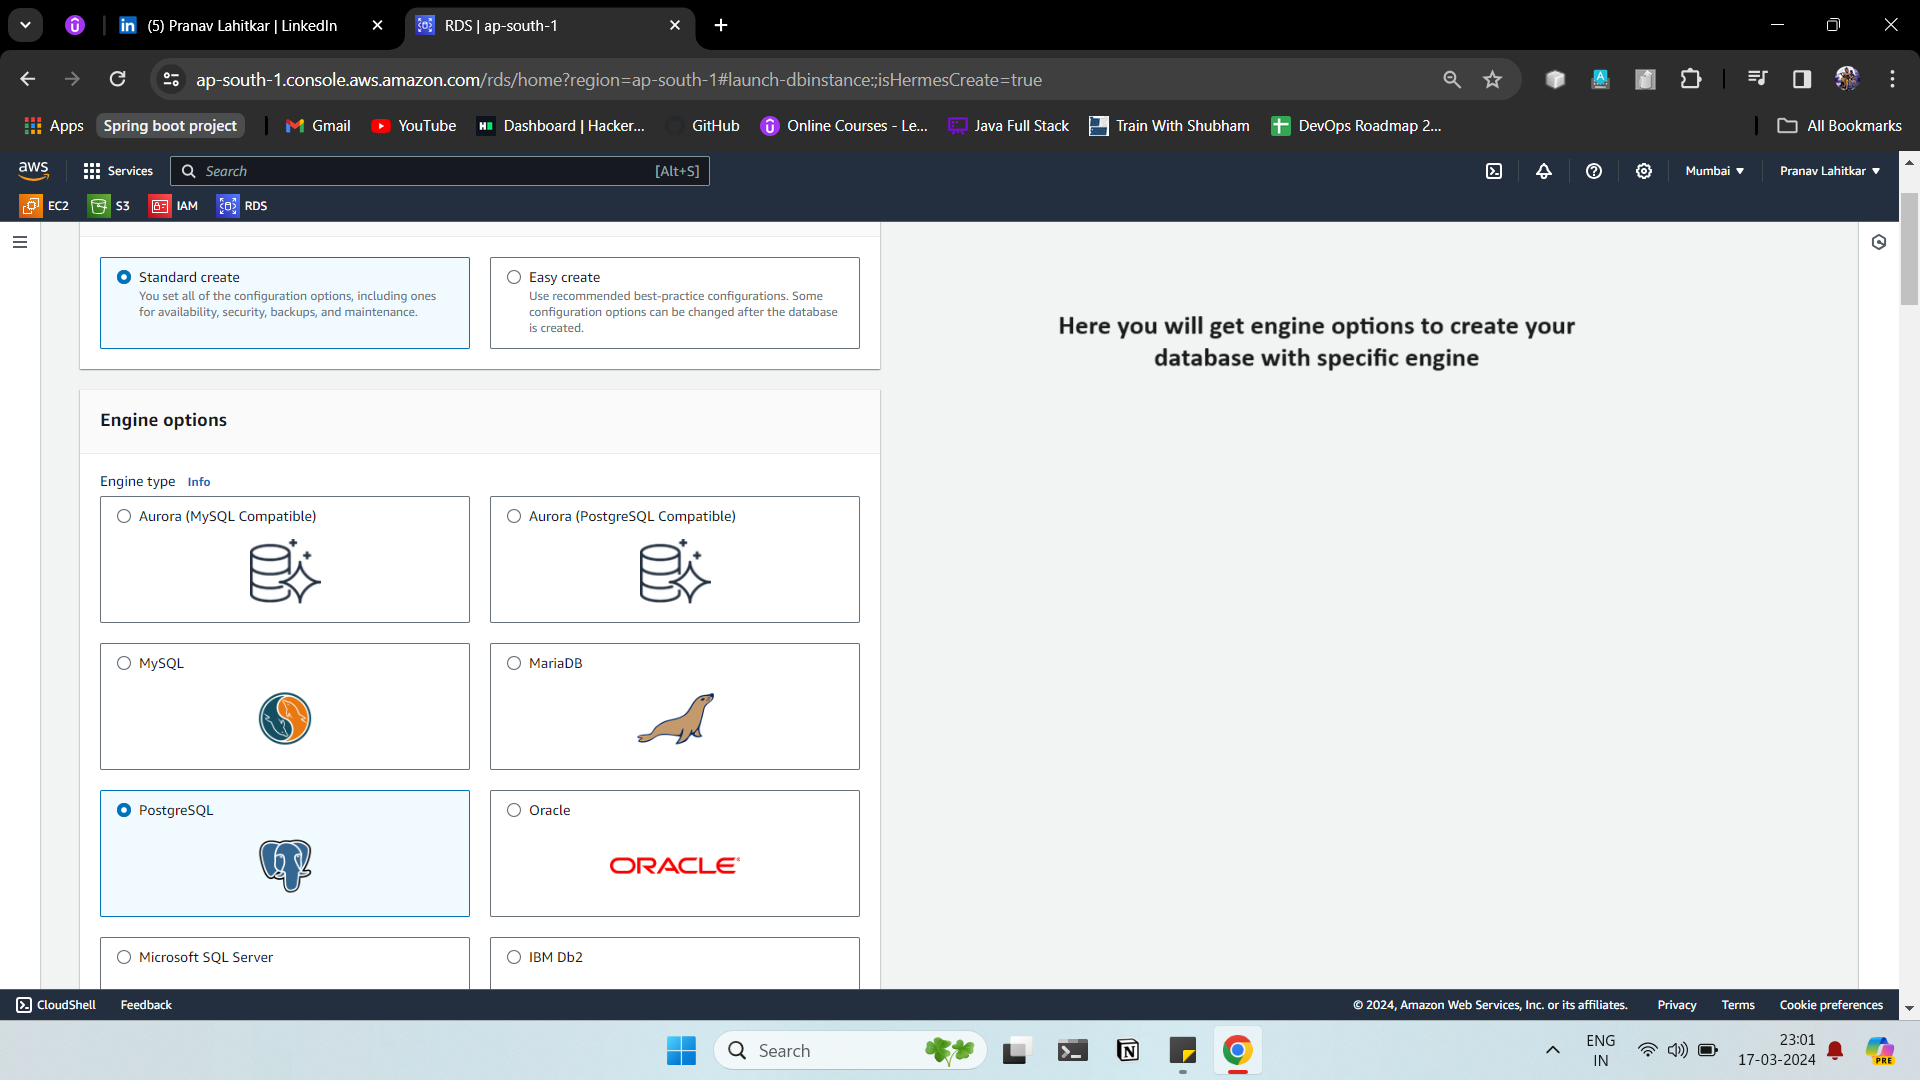 (5) Pranav Lahitkar | LinkedIn
RDS | ap-south-1
ap-south-1.console.aws.amazon.com/rds/home?region=ap-south-1#launch-dbinstance:;isHermesCreate=true
Apps
Spring boot project
Gmail
YouTube
Dashboard | Hacker...
GitHub
Online Courses - Le...
Java Full Stack
Train With Shubham
DevOps Roadmap 2...
All Bookmarks
aws
Services
Search
[Alt+S]
Mumbai
Pranav Lahitkar
EC2
S3
IAM
RDS
Standard create
You set all of the configuration options, including ones
for availability, security, backups, and maintenance.
Easy create
Use recommended best-practice configurations. Some
configuration options can be changed after the database
is created.
Here you will get engine options to create your
database with specific engine
Engine options
Engine type Info
Aurora (MySQL Compatible)
Aurora (PostgreSQL Compatible)
MySQL
MariaDB
PostgreSQL
Oracle
ORACLE
Microsoft SQL Server
IBM Db2
CloudShell
Feedback
© 2024, Amazon Web Services, Inc. or its affiliates.
Privacy
Terms
Cookie preferences
Search
ENG
IN
23:01
17-03-2024
PRE